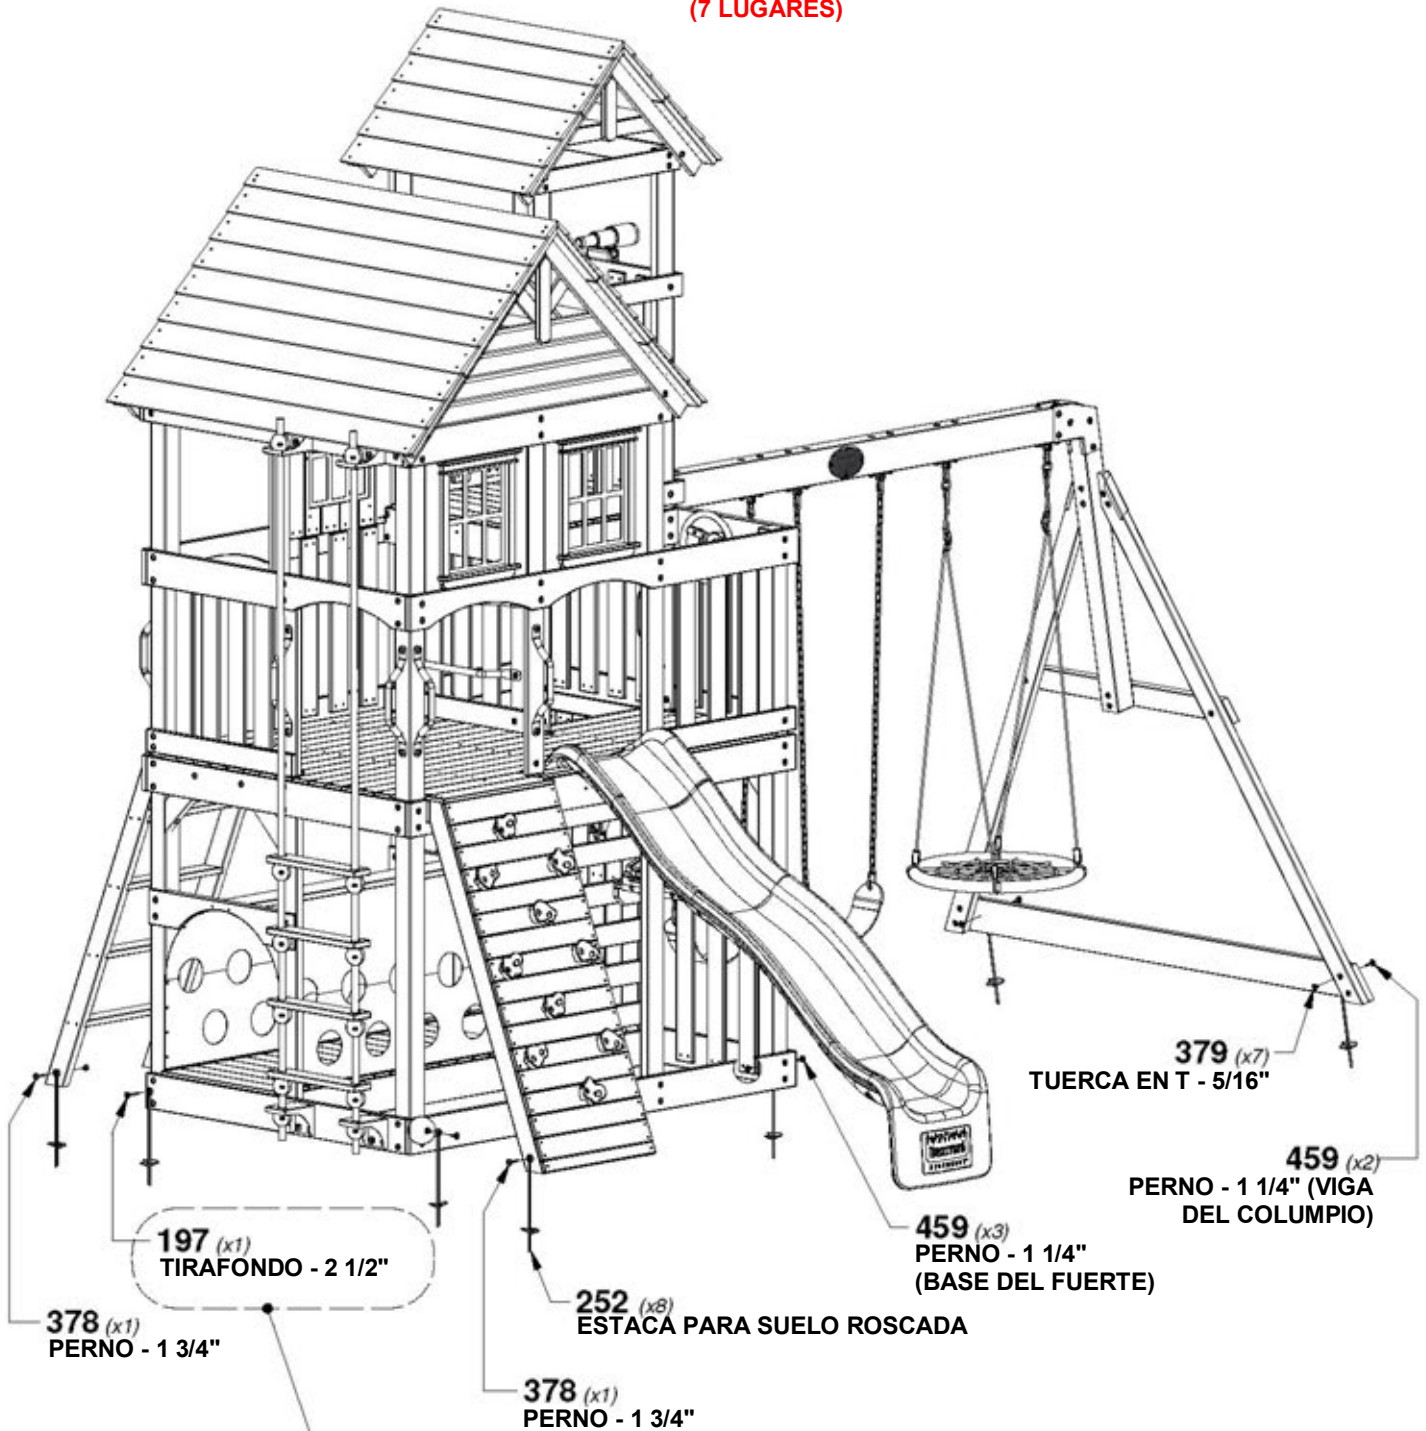 (7 LUGARES)
379 (x7)
TUERCA EN T - 5/16"
459 (x2)
PERNO - 1 1/4" (VIGA
DEL COLUMPIO)
459 (x3)
PERNO - 1 1/4"
(BASE DEL FUERTE)
197 (x1)
TIRAFONDO - 2 1/2"
252 (x8)
ESTACA PARA SUELO ROSCADA
378 (x1)
PERNO - 1 3/4"
378 (x1)
PERNO - 1 3/4"